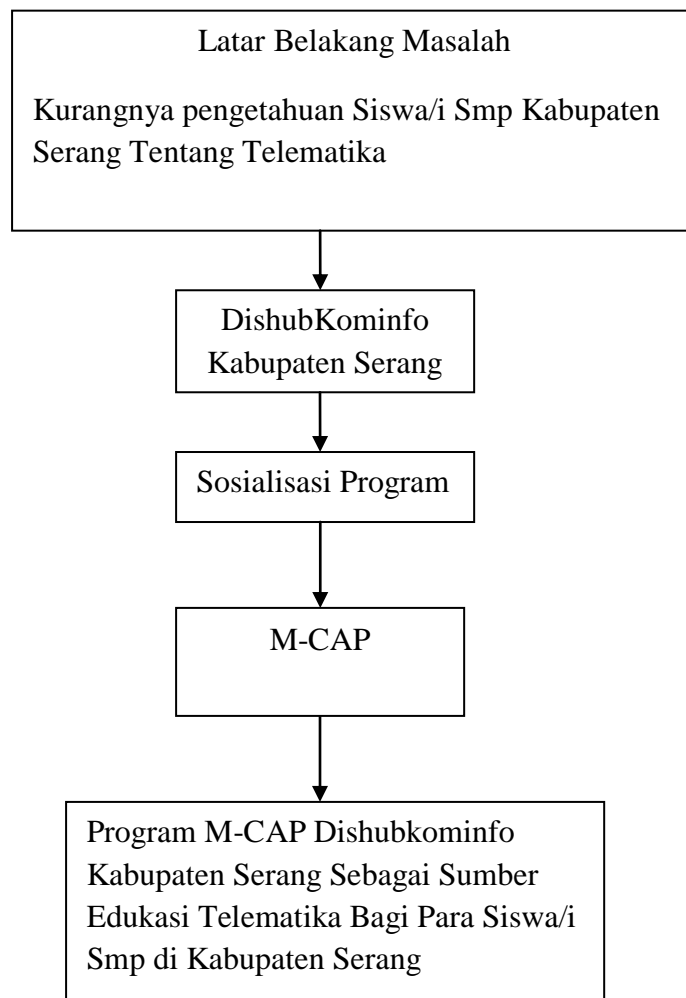 Latar Belakang Masalah
Kurangnya pengetahuan Siswa/i Smp Kabupaten
Serang Tentang Telematika
DishubKominfo
Kabupaten Serang
Sosialisasi Program
M-CAP
Program M-CAP Dishubkominfo
Kabupaten Serang Sebagai Sumber
Edukasi Telematika Bagi Para Siswa/i
Smp di Kabupaten Serang